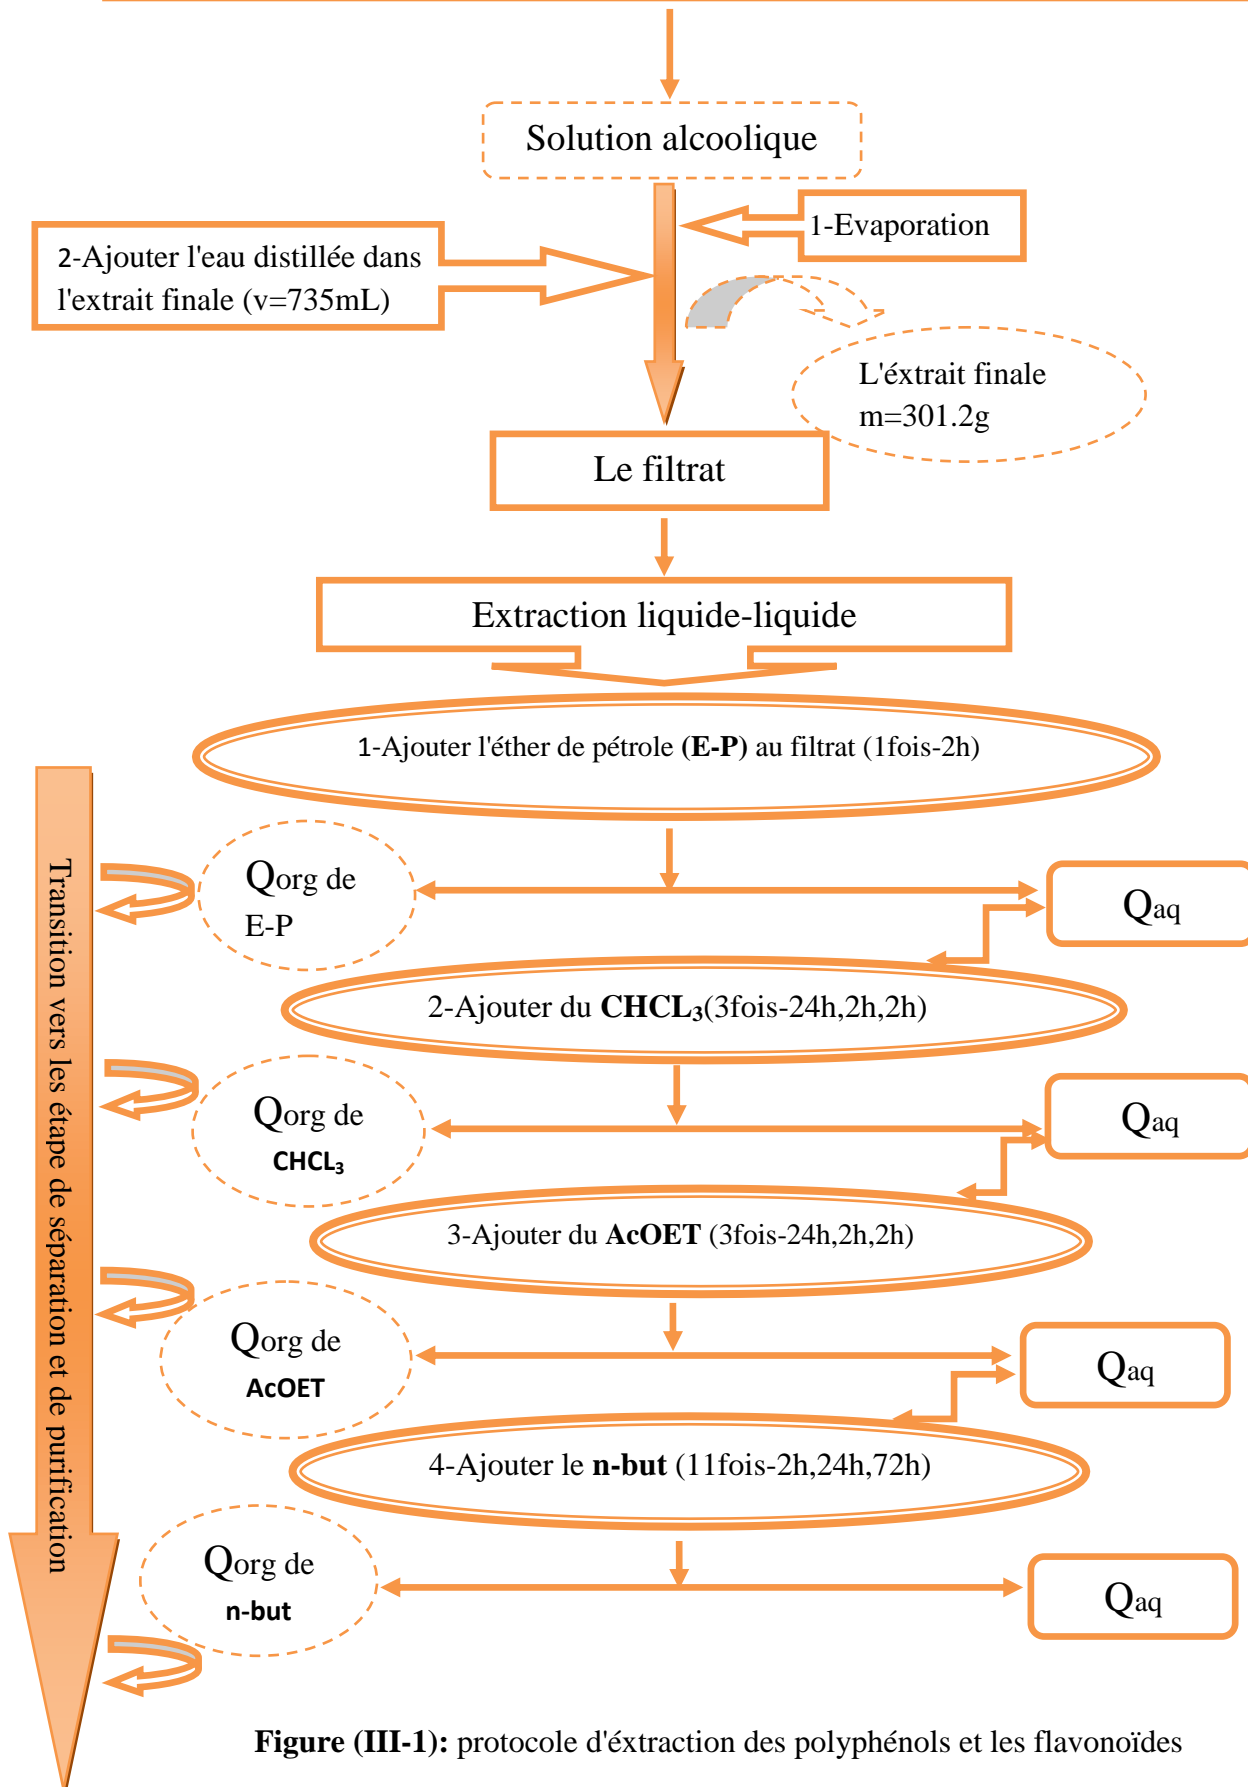 Solution alcoolique
1-Evaporation
2-Ajouter l'eau distillée dans
l'extrait finale (v=735mL)
L'éxtrait finale
m=301.2g
Le filtrat
Extraction liquide-liquide
1-Ajouter l'éther de pétrole (E-P) au filtrat (1fois-2h)
Transition vers les étape de séparation et de purification
Qorg de
E-P
Qaq
2-Ajouter du CHCL₃(3fois-24h,2h,2h)
Qorg de
CHCL₃
Qaq
3-Ajouter du AcOET (3fois-24h,2h,2h)
Qorg de
AcOET
Qaq
4-Ajouter le n-but (11fois-2h,24h,72h)
Qorg de
n-but
Qaq
Figure (III-1): protocole d'éxtraction des polyphénols et les flavonoïdes